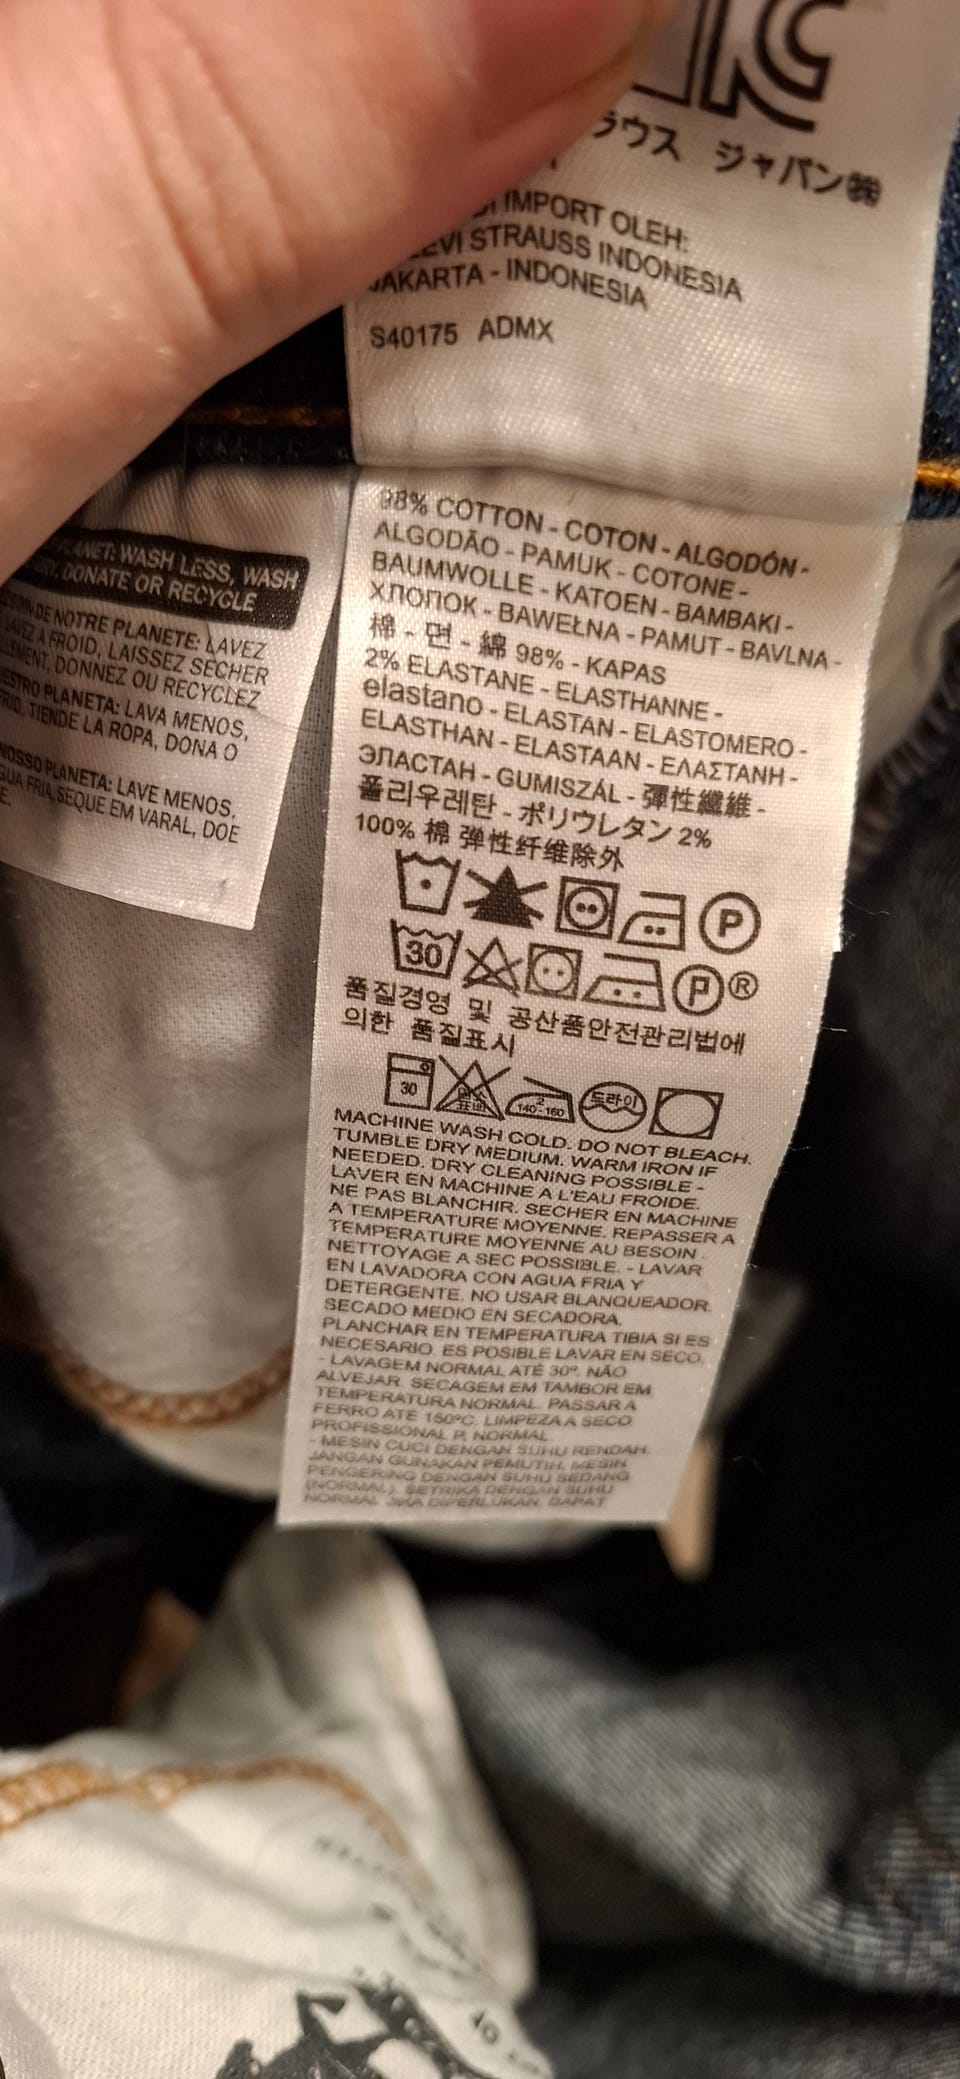 ラウス ジャパン㈱
IMPORT OLEH:
LEVI STRAUSS INDONESIA
JAKARTA - INDONESIA
S40175 ADMX
PLANET: WASH LESS, WASH
DONATE OR RECYCLE
DE NOTRE PLANETE: LAVEZ
LAVEZ A FROID, LAISSEZ SÉCHER
DONNEZ OU RECYCLEZ
PLANETA: LAVA MENOS,
TIENDE LA ROPA, DONA O
NOSSO PLANETA: LAVE MENOS,
FRIA, SEQUE EM VARAL, DOE
98% COTTON - COTON - ALGODÓN -
ALGODÃO - PAMUK - COTONE -
BAUMWOLLE - KATOEN - BAMBAKI -
ХЛОПОК - BAWEŁNA - PAMUT - BAVLNA -
棉 - 면 - 綿 98% - KAPAS
2% ELASTANE - ELASTHANNE -
elastano - ELASTAN - ELASTOMERO -
ELASTHAN - ELASTAAN - ΕΛΑΣΤΑΝΗ -
ЭЛАСТАН - GUMISZÁL - 彈性纖維 -
폴리우레탄 - ポリウレタン 2%
100% 棉 弹性纤维除外
P
30 P ®
품질경영 및 공산품안전관리법에
의한 품질표시
30 염소표백 2 140-160 드라이
MACHINE WASH COLD. DO NOT BLEACH.
TUMBLE DRY MEDIUM. WARM IRON IF
NEEDED. DRY CLEANING POSSIBLE -
LAVER EN MACHINE A L'EAU FROIDE.
NE PAS BLANCHIR. SECHER EN MACHINE
A TEMPERATURE MOYENNE. REPASSER A
TEMPERATURE MOYENNE AU BESOIN.
NETTOYAGE A SEC POSSIBLE. - LAVAR
EN LAVADORA CON AGUA FRIA Y
DETERGENTE. NO USAR BLANQUEADOR.
SECADO MEDIO EN SECADORA.
PLANCHAR EN TEMPERATURA TIBIA SI ES
NECESARIO. ES POSIBLE LAVAR EN SECO.
- LAVAGEM NORMAL ATÉ 30º. NÃO
ALVEJAR. SECAGEM EM TAMBOR EM
TEMPERATURA NORMAL. PASSAR A
FERRO ATÉ 150ºC. LIMPEZA A SECO
PROFISSIONAL P, NORMAL.
- MESIN CUCI DENGAN SUHU RENDAH.
JANGAN GUNAKAN PEMUTIH. MESIN
PENGERING DENGAN SUHU SEDANG
(NORMAL). SETRIKA DENGAN SUHU
NORMAL JIKA DIPERLUKAN. DAPAT